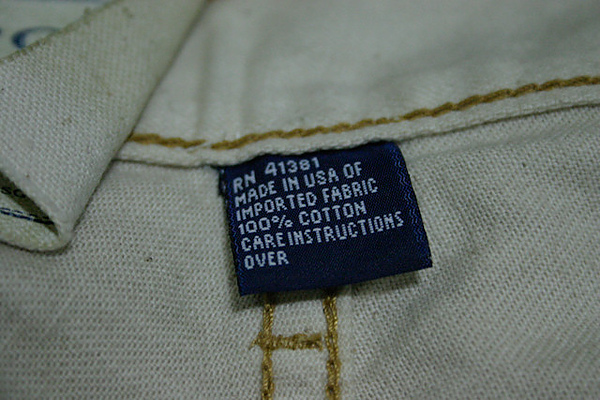 RN 41381
MADE IN USA OF
IMPORTED FABRIC
100% COTTON
CARE INSTRUCTIONS
OVER